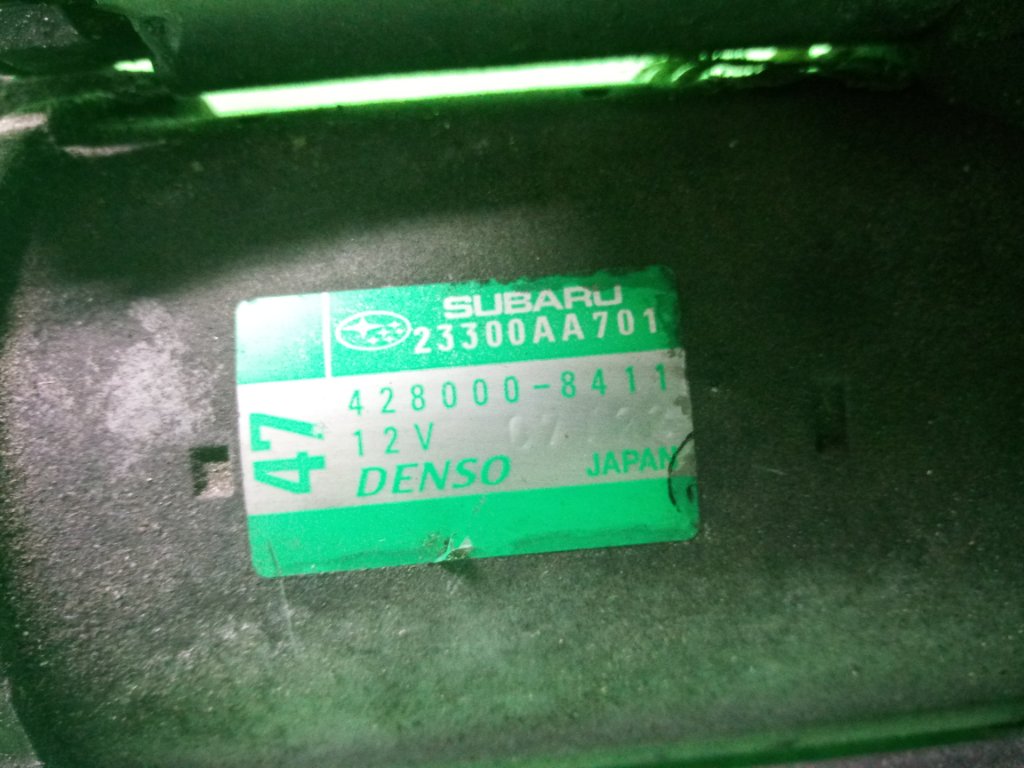 SUBARU
23300AA701
428000-8411
12V
DENSO
JAPAN
47